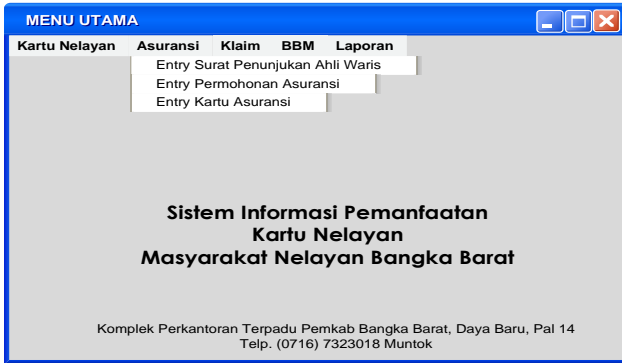 MENU UTAMA
Kartu Nelayan Asuransi Klaim BBM Laporan
Entry Surat Penunjukan Ahli Waris
Entry Permohonan Asuransi
Entry Kartu Asuransi
Sistem Informasi Pemanfaatan
Kartu Nelayan
Masyarakat Nelayan Bangka Barat
Komplek Perkantoran Terpadu Pemkab Bangka Barat, Daya Baru, Pal 14
Telp. (0716) 7323018 Muntok